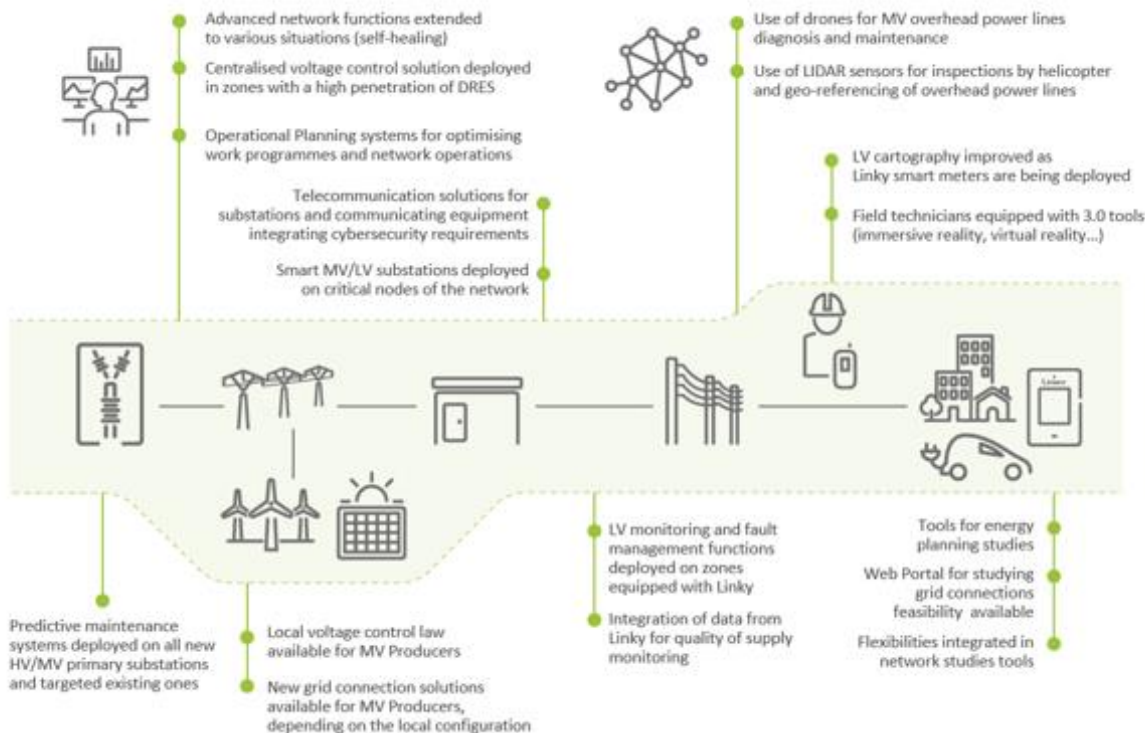 Advanced network functions extended
to various situations (self-healing)
Centralised voltage control solution deployed
in zones with a high penetration of DRES
Operational Planning systems for optimising
work programmes and network operations
Telecommunication solutions for
substations and communicating equipment
integrating cybersecurity requirements
Smart MV/LV substations deployed
on critical nodes of the network
Use of drones for MV overhead power lines
diagnosis and maintenance
Use of LIDAR sensors for inspections by helicopter
and geo-referencing of overhead power lines
LV cartography improved as
Linky smart meters are being deployed
Field technicians equipped with 3.0 tools
(immersive reality, virtual reality...)
Predictive maintenance
systems deployed on all new
HV/MV primary substations
and targeted existing ones
Local voltage control law
available for MV Producers
New grid connection solutions
available for MV Producers,
depending on the local configuration
LV monitoring and fault
management functions
deployed on zones
equipped with Linky
Integration of data from
Linky for quality of supply
monitoring
Tools for energy
planning studies
Web Portal for studying
grid connections
feasibility available
Flexibilities integrated in
network studies tools